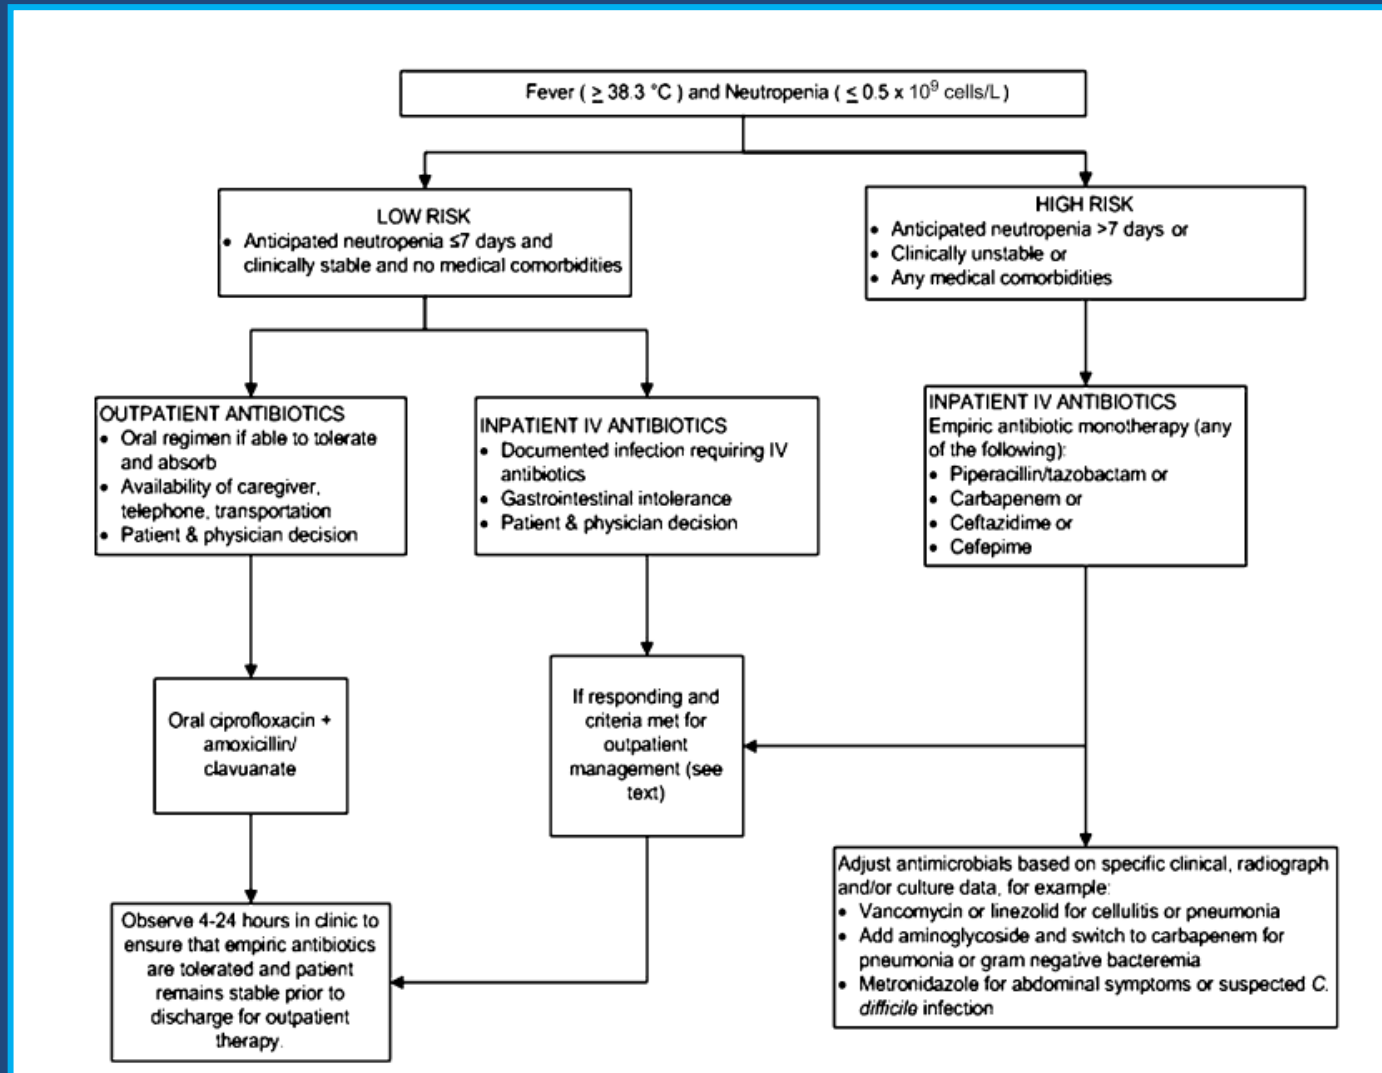 Fever ( ≥ 38.3 °C ) and Neutropenia ( ≤ 0.5 x 10⁹ cells/L )
LOW RISK
• Anticipated neutropenia ≤7 days and
clinically stable and no medical comorbidities
HIGH RISK
• Anticipated neutropenia >7 days or
• Clinically unstable or
• Any medical comorbidities
OUTPATIENT ANTIBIOTICS
• Oral regimen if able to tolerate
and absorb
• Availability of caregiver,
telephone, transportation
• Patient & physician decision
INPATIENT IV ANTIBIOTICS
• Documented infection requiring IV
antibiotics
• Gastrointestinal intolerance
• Patient & physician decision
INPATIENT IV ANTIBIOTICS
Empiric antibiotic monotherapy (any
of the following):
• Piperacillin/tazobactam or
• Carbapenem or
• Ceftazidime or
• Cefepime
Oral ciprofloxacin +
amoxicillin/
clavuanate
If responding and
criteria met for
outpatient
management (see
text)
Observe 4-24 hours in clinic to
ensure that empiric antibiotics
are tolerated and patient
remains stable prior to
discharge for outpatient
therapy.
Adjust antimicrobials based on specific clinical, radiograph
and/or culture data, for example:
• Vancomycin or linezolid for cellulitis or pneumonia
• Add aminoglycoside and switch to carbapenem for
pneumonia or gram negative bacteremia
• Metronidazole for abdominal symptoms or suspected C.
difficile infection